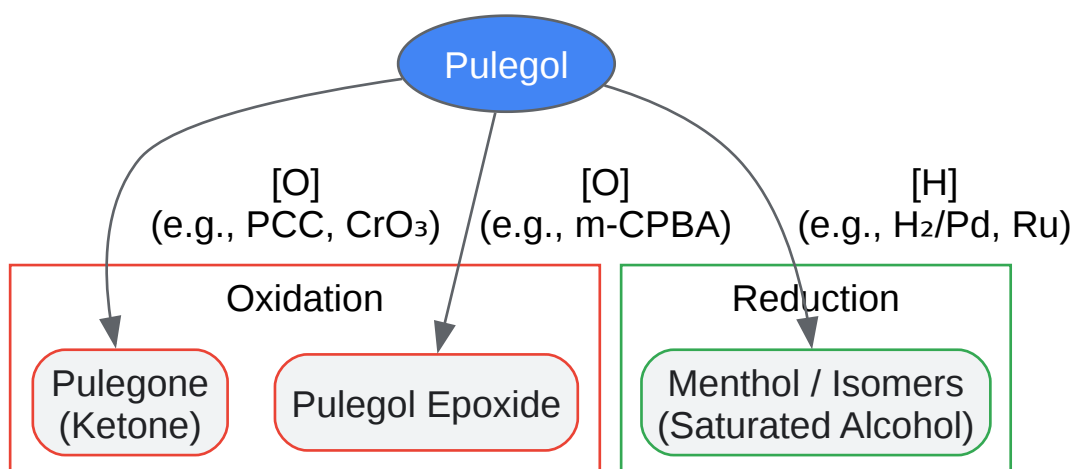 Pulegol
[O]
(e.g., PCC, CrO₃)
[O]
(e.g., m-CPBA)
[H]
(e.g., H₂/Pd, Ru)
Oxidation
Reduction
Pulegone
(Ketone)
Pulegol Epoxide
Menthol / Isomers
(Saturated Alcohol)